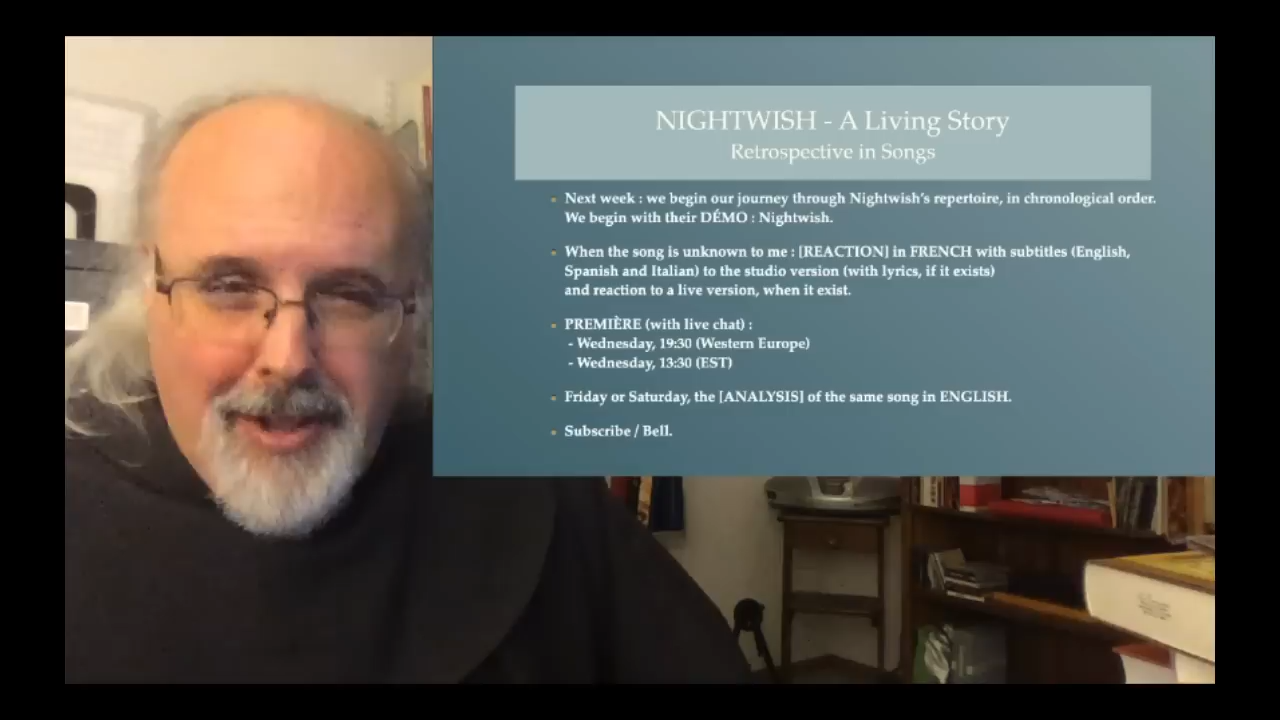 NIGHTWISH - A Living Story
Retrospective in Songs
Next week : we begin our journey through Nightwish's repertoire, in chronological order.
We begin with their DÉMO : Nightwish.
When the song is unknown to me : [REACTION] in FRENCH with subtitles (English,
Spanish and Italian) to the studio version (with lyrics, if it exists)
and reaction to a live version, when it exist.
PREMIÈRE (with live chat) :
- Wednesday, 19:30 (Western Europe)
- Wednesday, 13:30 (EST)
Friday or Saturday, the [ANALYSIS] of the same song in ENGLISH.
Subscribe / Bell.